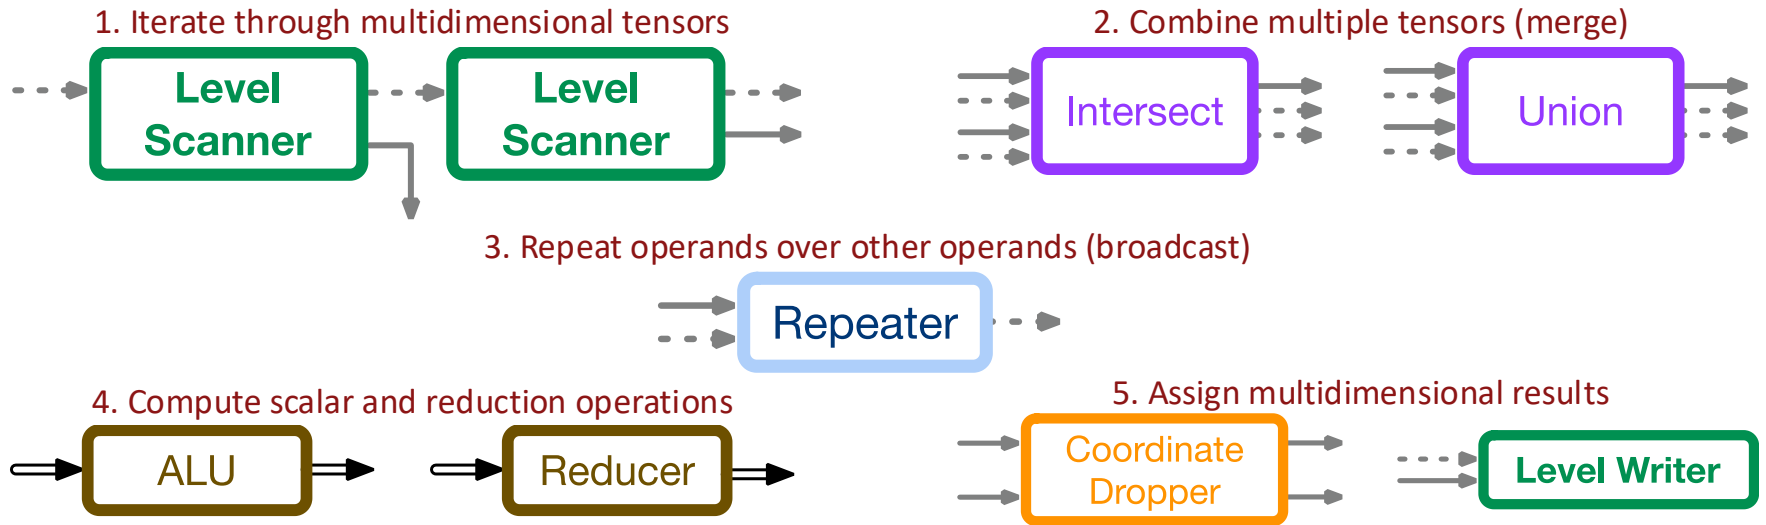 1. Iterate through multidimensional tensors
Level
Scanner
Level
Scanner
2. Combine multiple tensors (merge)
Intersect
Union
3. Repeat operands over other operands (broadcast)
Repeater
4. Compute scalar and reduction operations
ALU
Reducer
5. Assign multidimensional results
Coordinate
Dropper
Level Writer